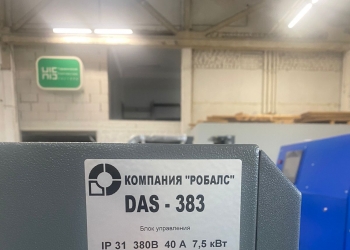 КОМПАНИЯ "РОБАЛС"
DAS - 383
Блок управления
IP 31 380В 40 А 7,5 кВт